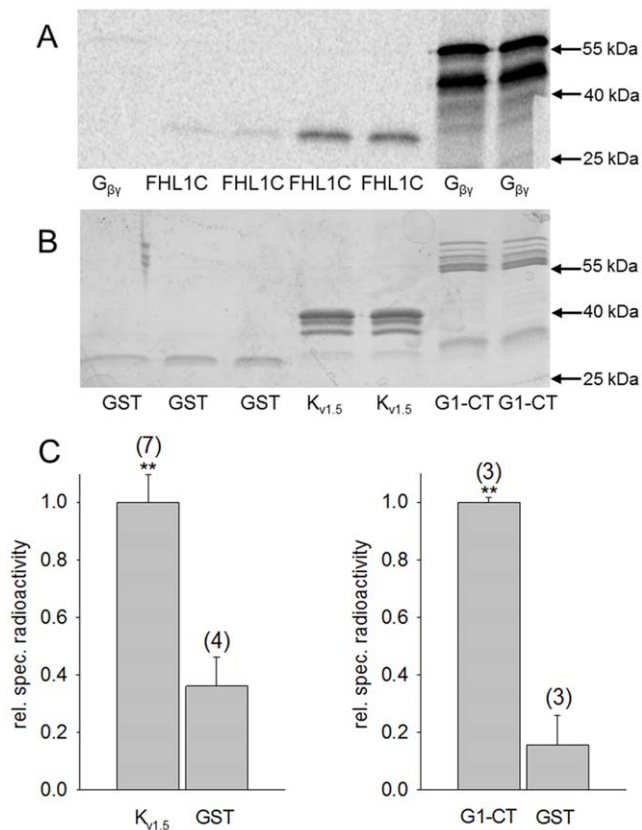 A
55 kDa
40 kDa
25 kDa
Gβγ FHL1C FHL1C FHL1C FHL1C Gβγ Gβγ
B
55 kDa
40 kDa
25 kDa
GST GST GST Kv1.5 Kv1.5 G1-CT G1-CT
C
rel. spec. radioactivity
1.0
0.8
0.6
0.4
0.2
0.0
(7)
**
(4)
Kv1.5 GST
rel. spec. radioactivity
1.0
0.8
0.6
0.4
0.2
0.0
(3)
**
(3)
G1-CT GST